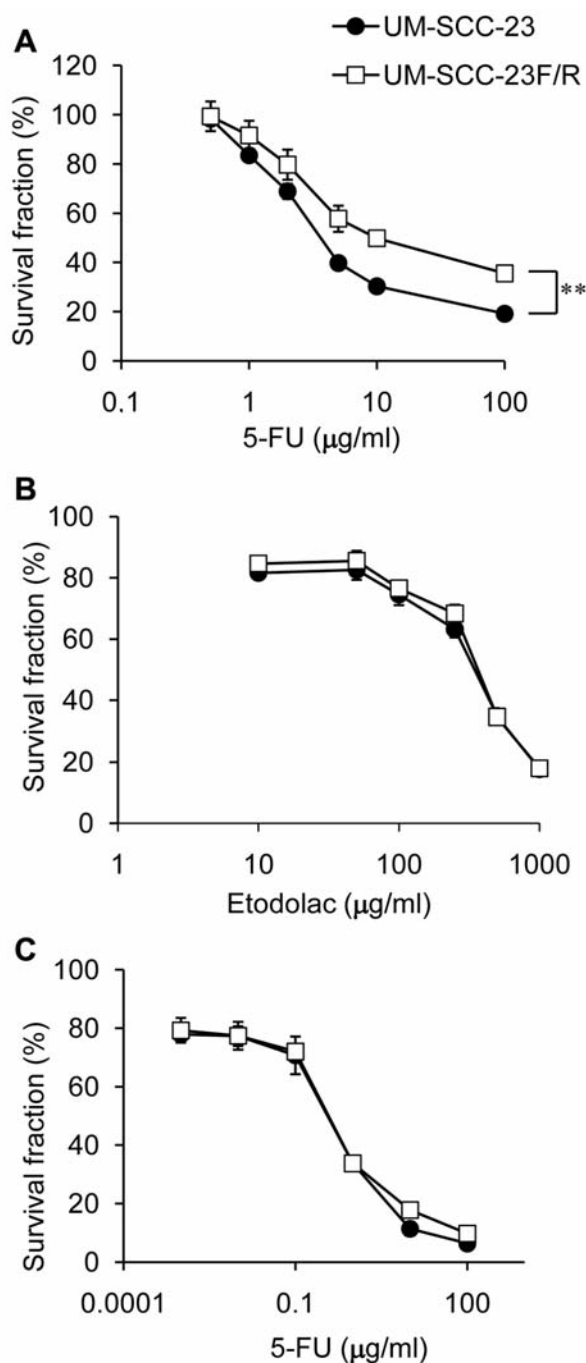 A
UM-SCC-23
UM-SCC-23F/R
Survival fraction (%)
120
100
80
60
40
20
0
**
0.1
1
10
100
5-FU (μg/ml)
B
Survival fraction (%)
100
80
60
40
20
0
1
10
100
1000
Etodolac (μg/ml)
C
Survival fraction (%)
100
80
60
40
20
0
0.0001
0.1
100
5-FU (μg/ml)